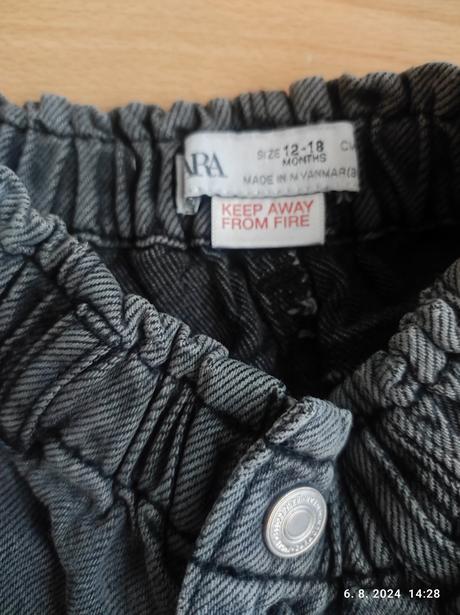 ARA
SIZE 12-18
MONTHS
MADE IN MYANMAR
KEEP AWAY
FROM FIRE
6. 8. 2024 14:28